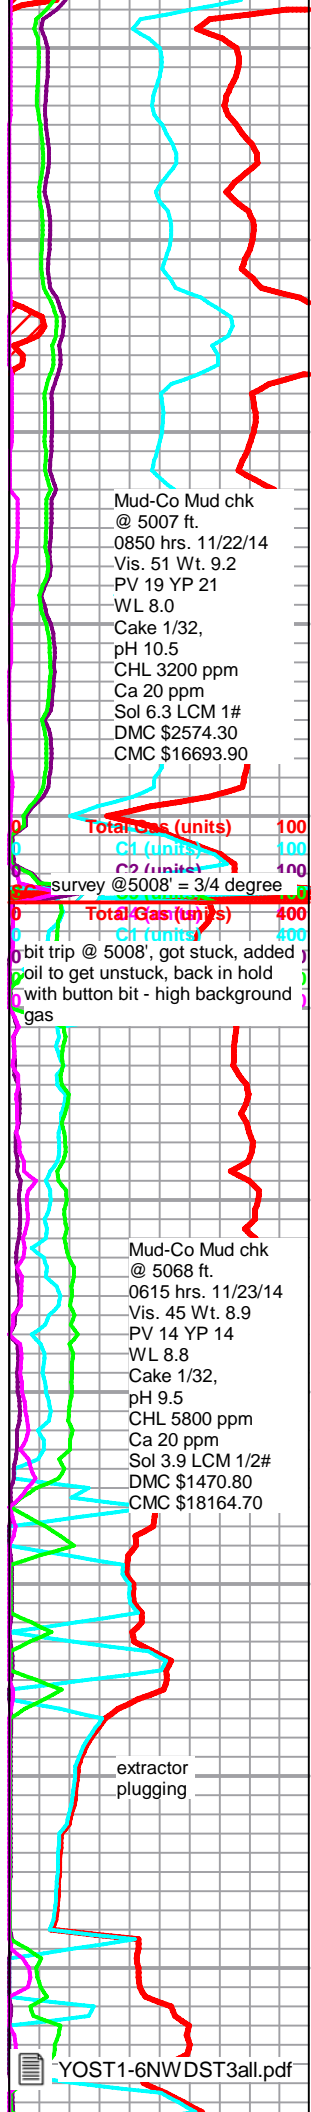 Mud-Co Mud chk
@ 5007 ft.
0850 hrs. 11/22/14
Vis. 51 Wt. 9.2
PV 19 YP 21
WL 8.0
Cake 1/32,
pH 10.5
CHL 3200 ppm
Ca 20 ppm
Sol 6.3 LCM 1#
DMC $2574.30
CMC $16693.90
0 Total Gas (units) 100
0 C1 (units) 100
0 C2 (units) 100
survey @5008' = 3/4 degree
0 400
0 C1 (units) 400
bit trip @ 5008', got stuck, added
oil to get unstuck, back in hold
with button bit - high background
gas
Mud-Co Mud chk
@ 5068 ft.
0615 hrs. 11/23/14
Vis. 45 Wt. 8.9
PV 14 YP 14
WL 8.8
Cake 1/32,
pH 9.5
CHL 5800 ppm
Ca 20 ppm
Sol 3.9 LCM 1/2#
DMC $1470.80
CMC $18164.70
extractor
plugging
YOST1-6NWDST3all.pdf